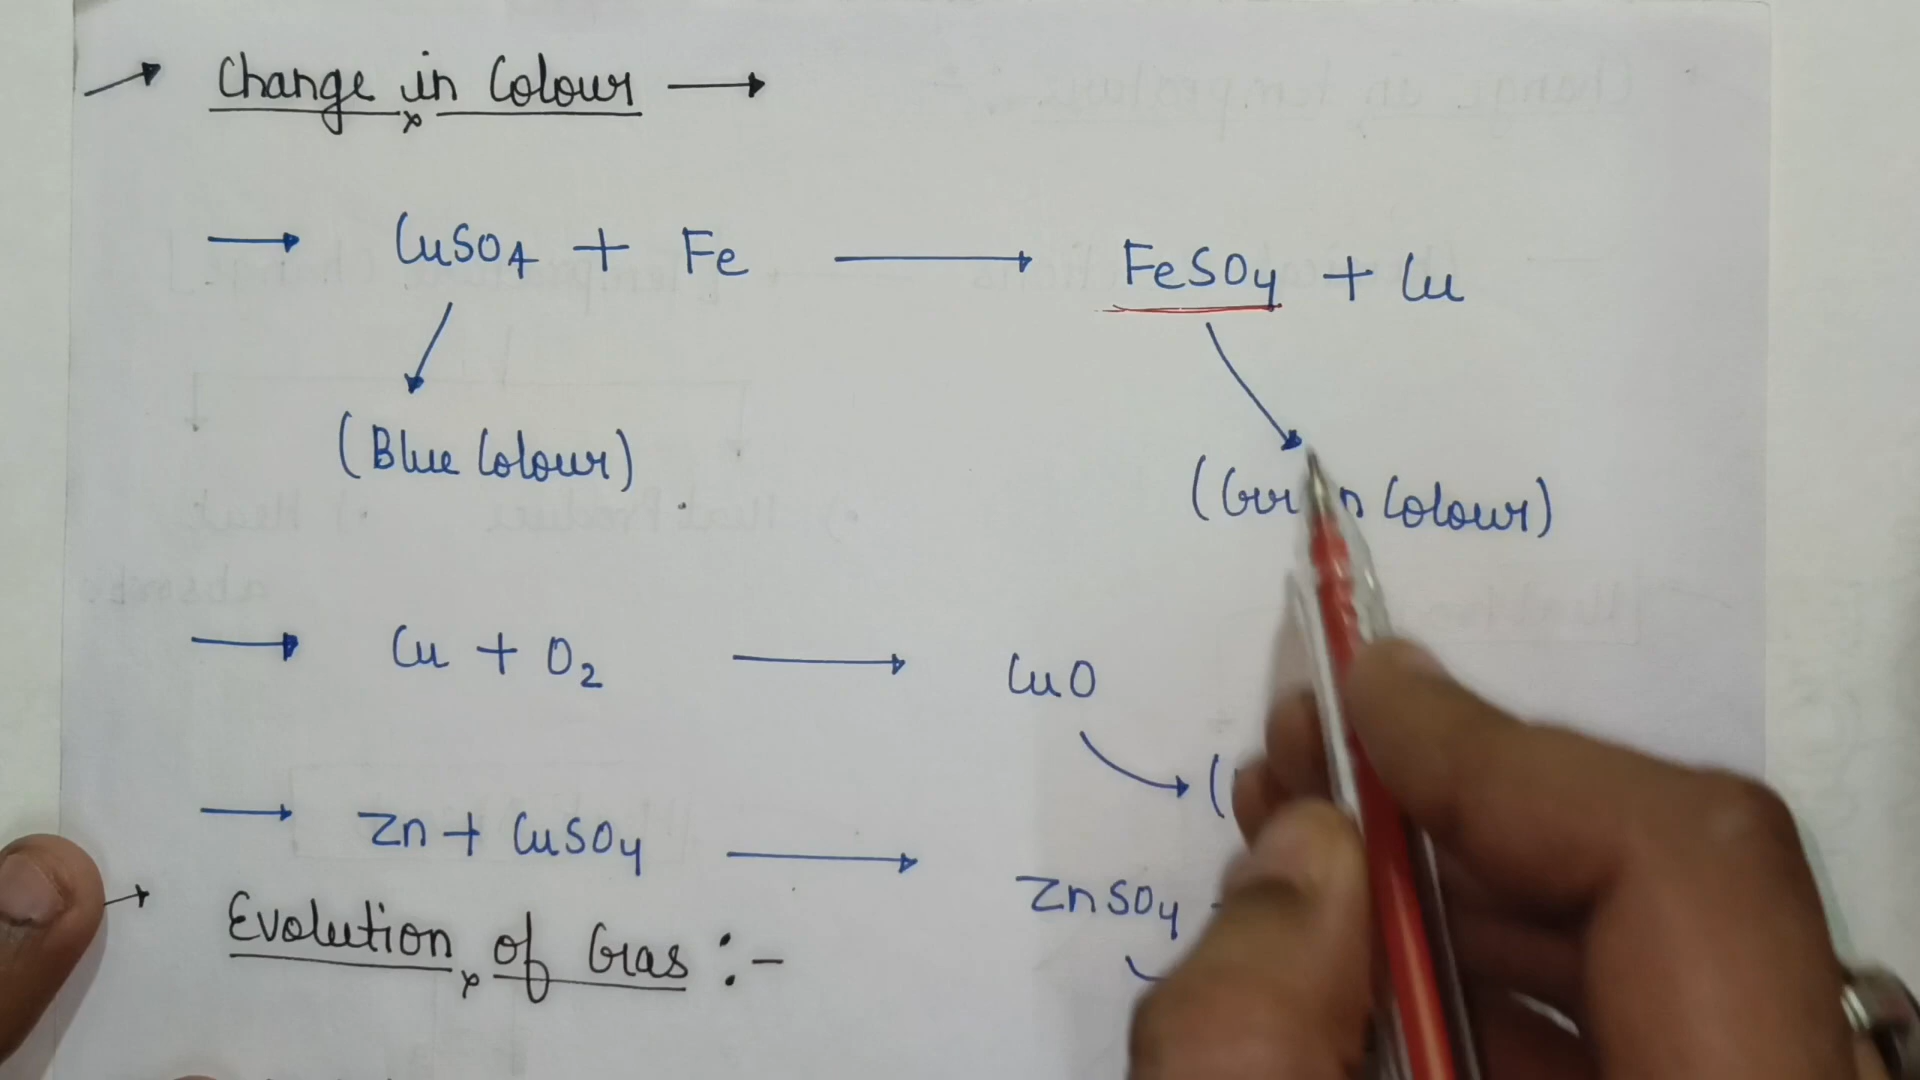 → Change in Colour →
→ CuSO4 + Fe → FeSO4 + Cu
(Blue Colour)
Colour)
→ Cu + O2 → CuO
(
→ Zn + CuSO4 → ZnSO4
→ Evolution of Gas :-